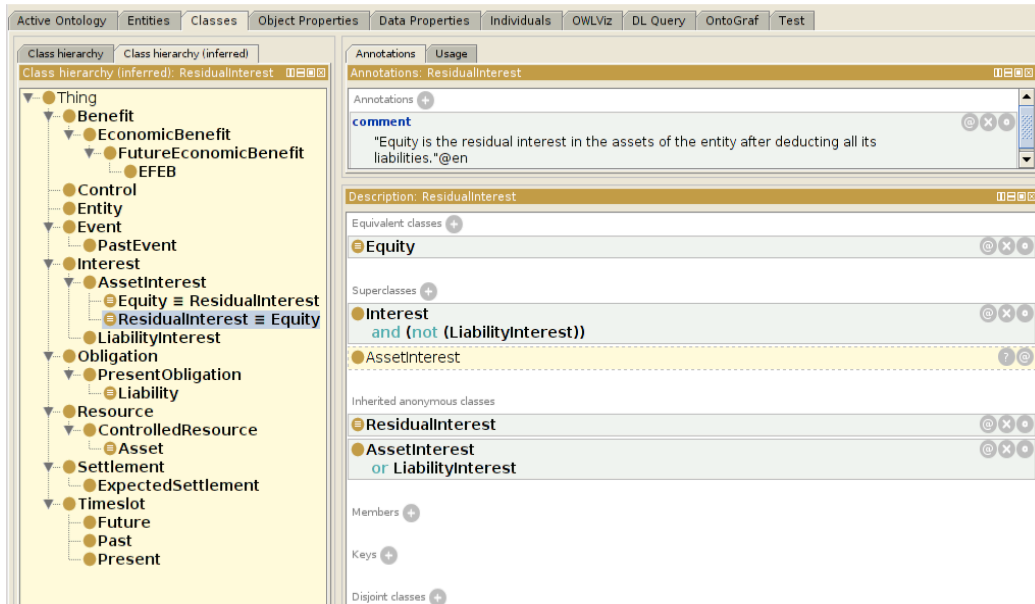 Active Ontology Entities Classes Object Properties Data Properties Individuals OWLViz DL Query OntoGraf Test
Class hierarchy Class hierarchy (inferred)
Class hierarchy (inferred): ResidualInterest
Thing
Benefit
EconomicBenefit
FutureEconomicBenefit
EFEB
Control
Entity
Event
PastEvent
Interest
AssetInterest
Equity ≡ ResidualInterest
ResidualInterest ≡ Equity
LiabilityInterest
Obligation
PresentObligation
Liability
Resource
ControlledResource
Asset
Settlement
ExpectedSettlement
Timeslot
Future
Past
Present
Annotations Usage
Annotations: ResidualInterest
Annotations
comment
"Equity is the residual interest in the assets of the entity after deducting all its
liabilities."@en
Description: ResidualInterest
Equivalent classes
Equity
Superclasses
Interest
and (not (LiabilityInterest))
AssetInterest
Inherited anonymous classes
ResidualInterest
AssetInterest
or LiabilityInterest
Members
Keys
Disjoint classes